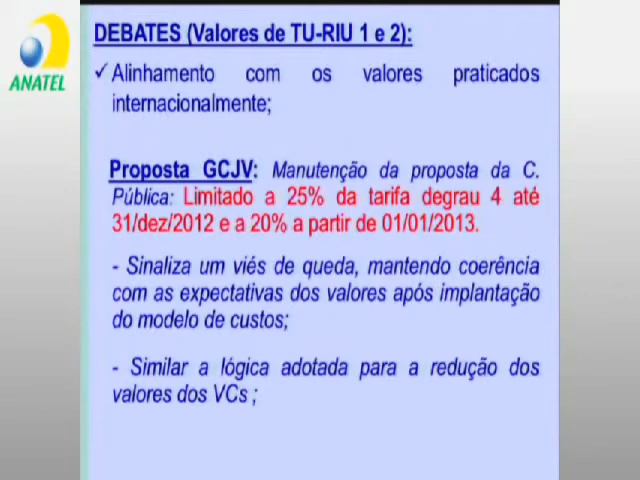 ANATEL
DEBATES (Valores de TU-RIU 1 e 2):
✓ Alinhamento com os valores praticados
internacionalmente;
Proposta GCJV: Manutenção da proposta da C.
Pública: Limitado a 25% da tarifa degrau 4 até
31/dez/2012 e a 20% a partir de 01/01/2013.
- Sinaliza um viés de queda, mantendo coerência
com as expectativas dos valores após implantação
do modelo de custos;
- Similar a lógica adotada para a redução dos
valores dos VCs ;